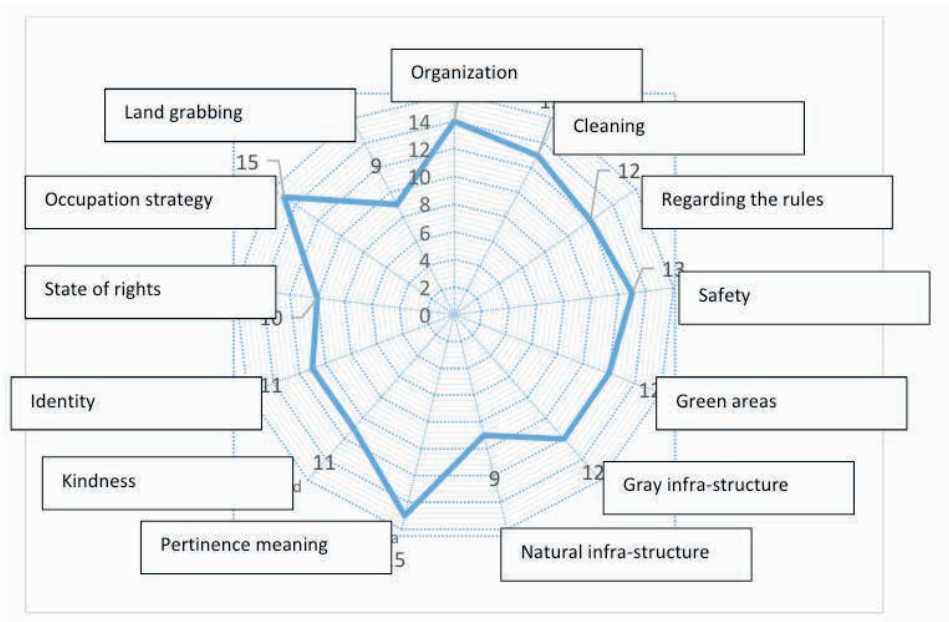 Organization
Land grabbing
Cleaning
14
12
15
9
12
10
Occupation strategy
8
Regarding the rules
6
4
13
State of rights
2
Safety
0
10
11
12
Identity
Green areas
11
9
12
Kindness
d
Gray infra-structure
a
Pertinence meaning
5
Natural infra-structure